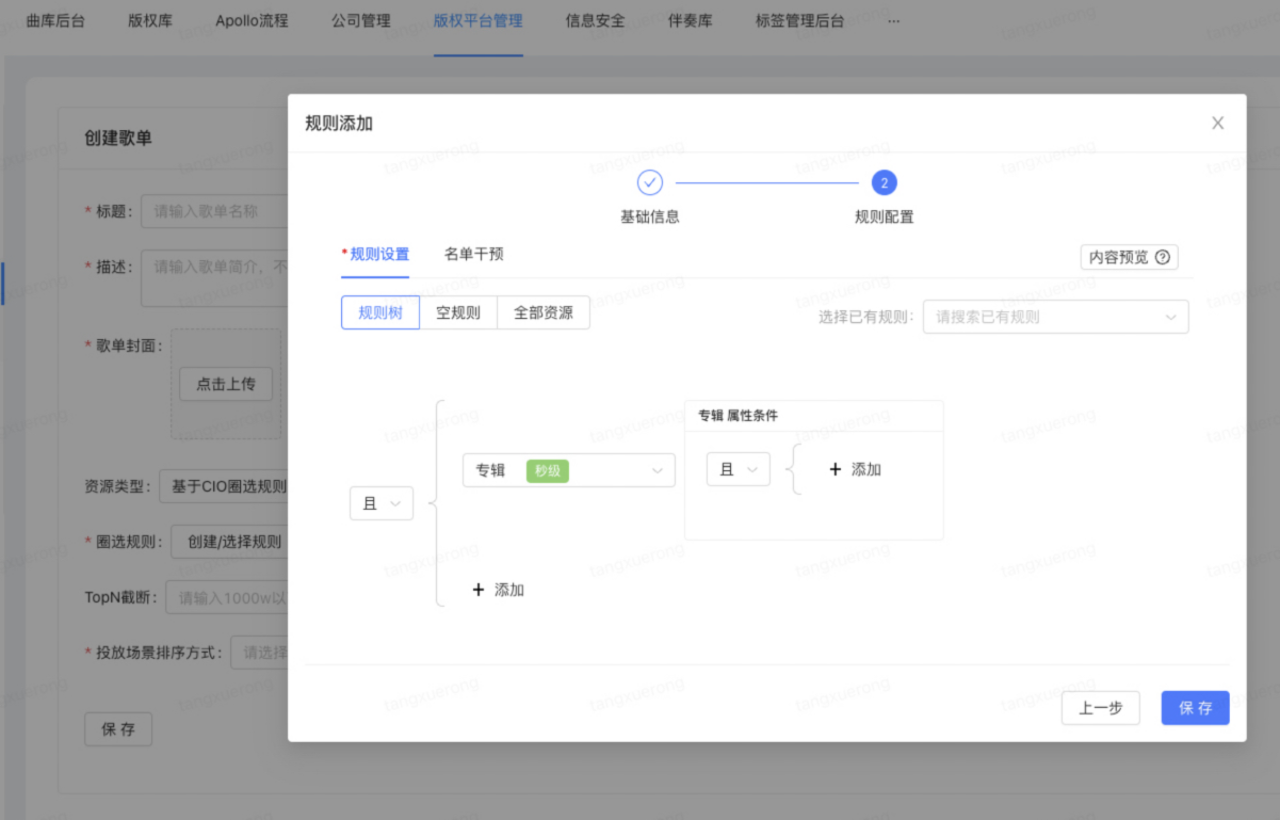 曲库后台 版权库 Apollo流程 公司管理 版权平台管理 信息安全 伴奏库 标签管理后台 ...
创建歌单
* 标题：
请输入歌单名称
* 描述：
请输入歌单简介，不
* 歌单封面：
点击上传
资源类型：
基于CIO圈选规则
* 圈选规则：
创建/选择规则
TopN截断：
请输入1000w以
* 投放场景排序方式：
请选择
保 存
规则添加
2
基础信息
规则配置
* 规则设置
名单干预
内容预览
规则树
空规则
全部资源
选择已有规则：
请搜索已有规则
且
专辑 秒级
专辑 属性条件
且
+ 添加
+ 添加
上一步
保 存
tangxuerong